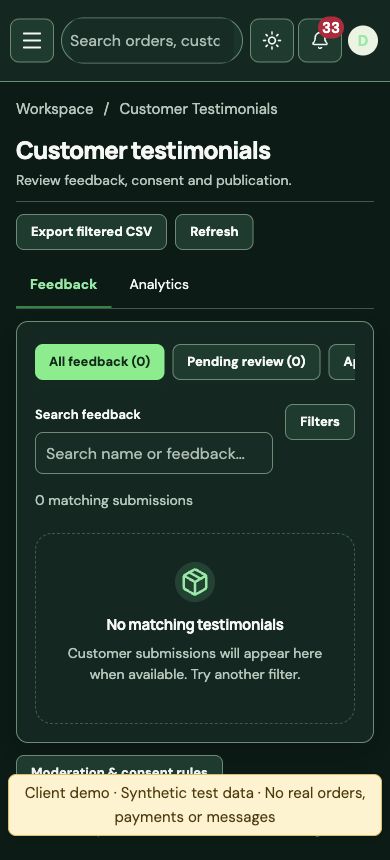 Search orders, custo
33
D
Workspace / Customer Testimonials
Customer testimonials
Review feedback, consent and publication.
Export filtered CSV
Refresh
Feedback
Analytics
All feedback (0)
Pending review (0)
Search feedback
Filters
Search name or feedback...
0 matching submissions
No matching testimonials
Customer submissions will appear here
when available. Try another filter.
Moderation & consent rules
Client demo · Synthetic test data · No real orders,
payments or messages